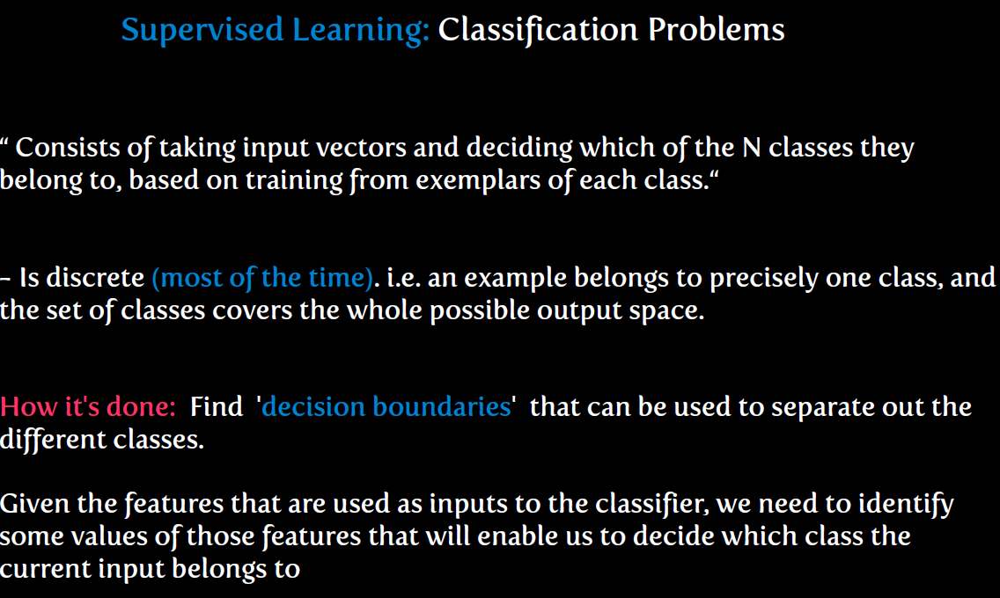 Supervised Learning: Classification Problems
“ Consists of taking input vectors and deciding which of the N classes they
belong to, based on training from exemplars of each class.“
– Is discrete (most of the time). i.e. an example belongs to precisely one class, and
the set of classes covers the whole possible output space.
How it's done: Find 'decision boundaries' that can be used to separate out the
different classes.
Given the features that are used as inputs to the classifier, we need to identify
some values of those features that will enable us to decide which class the
current input belongs to